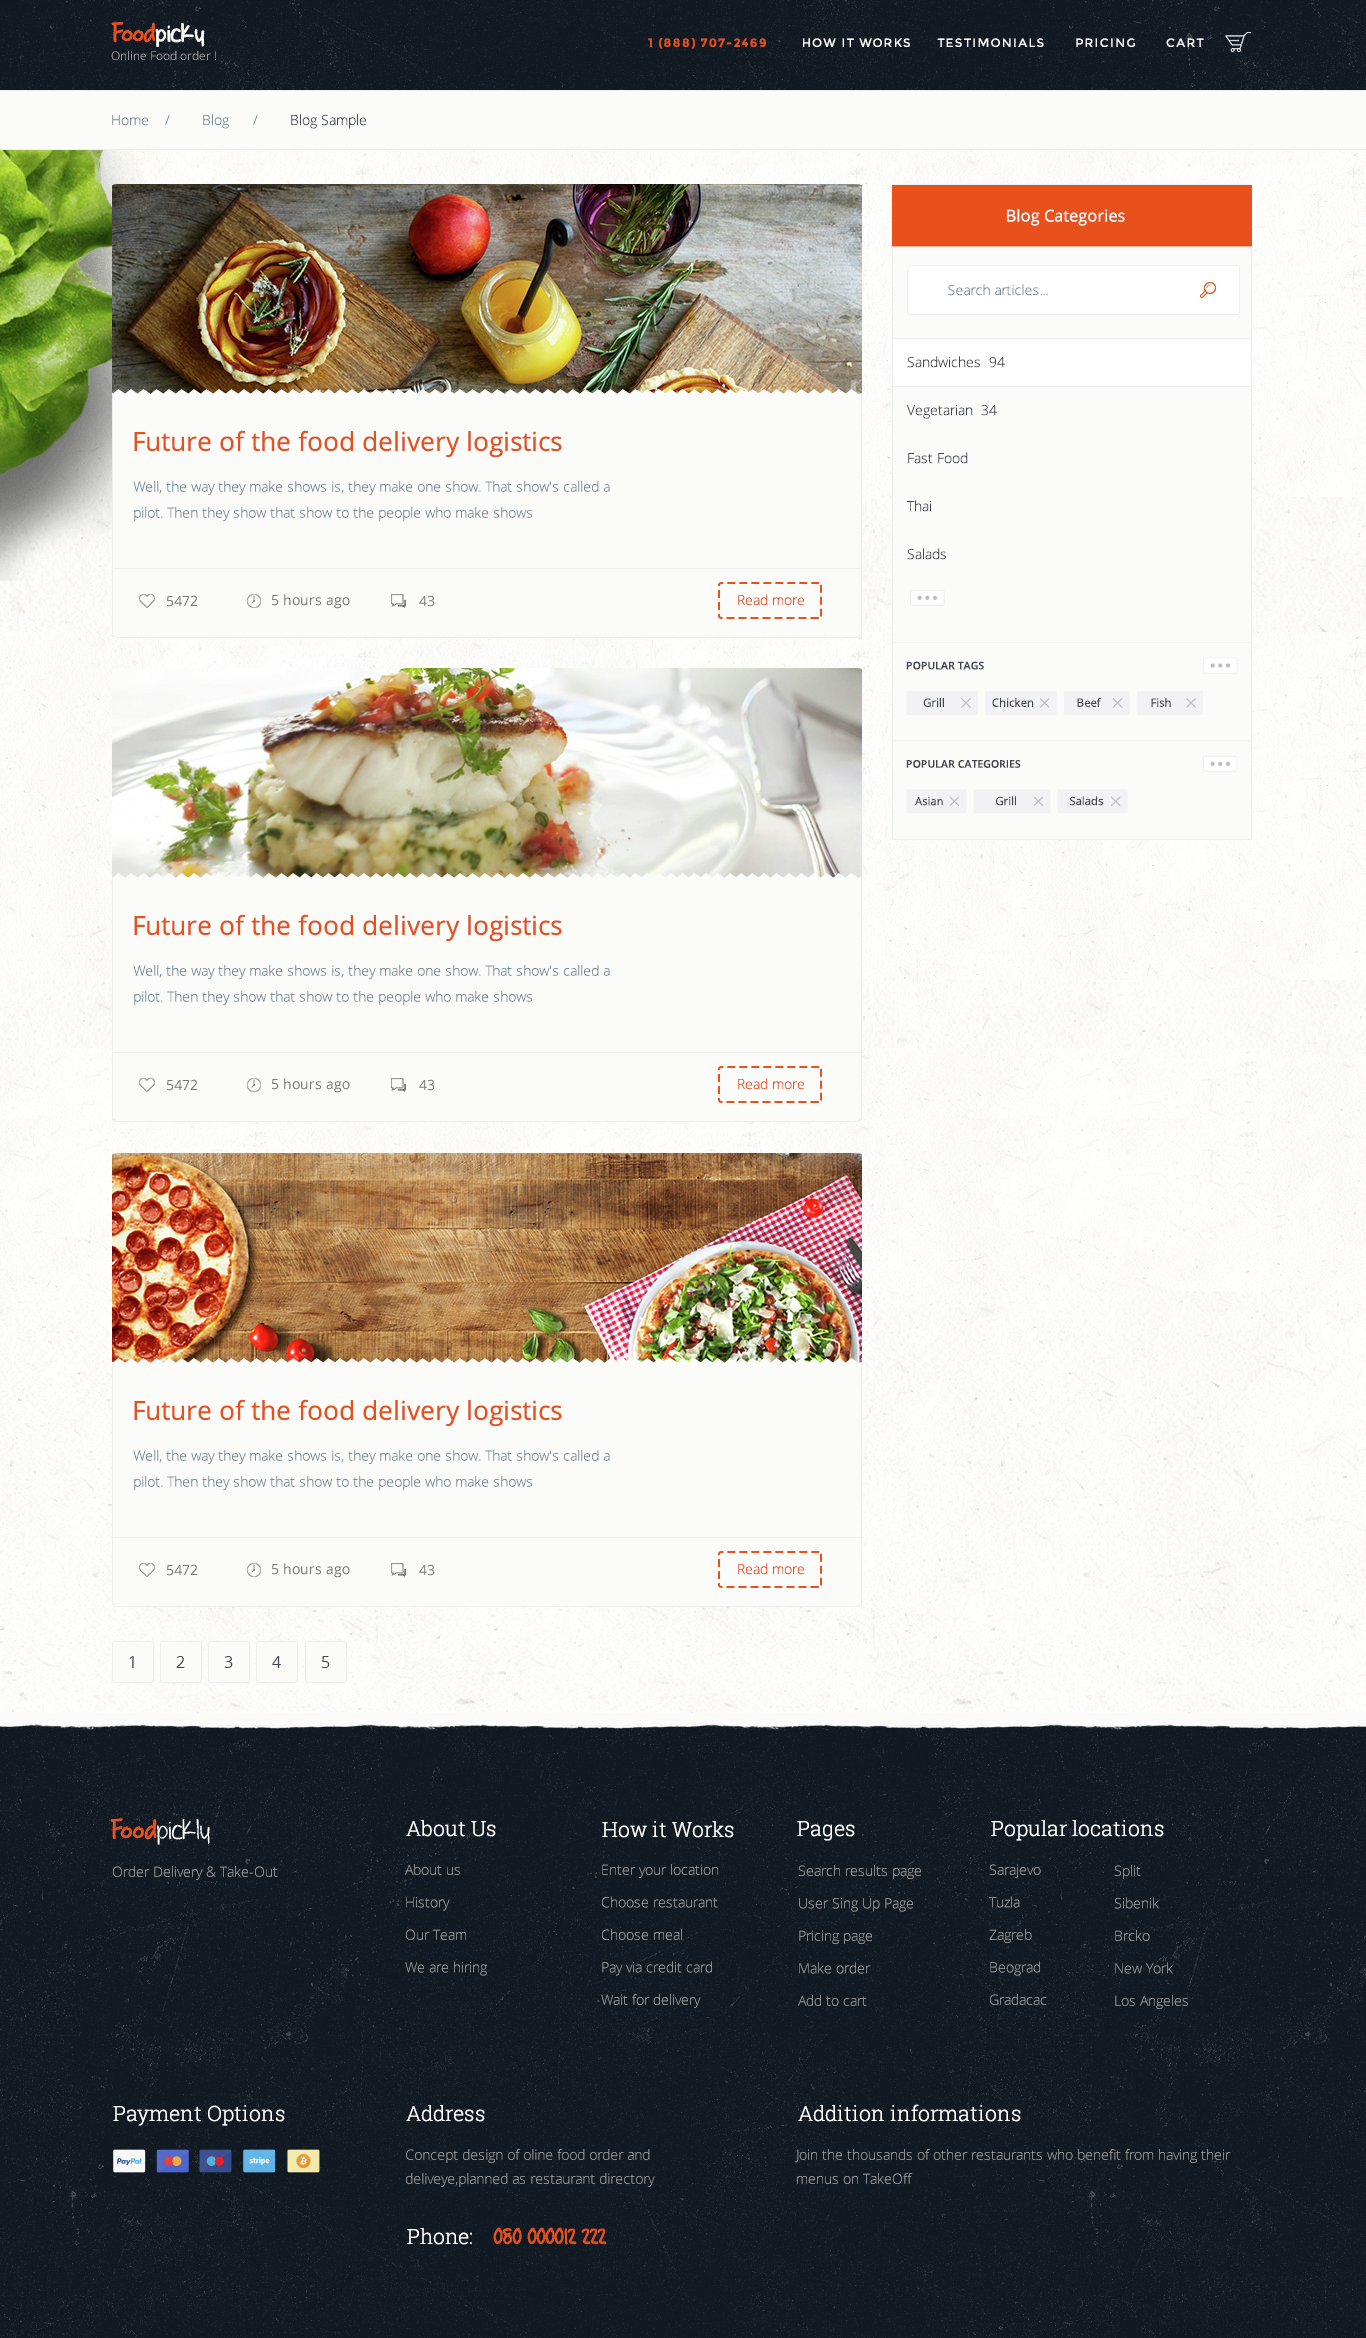 Foodpickly
Online Food order !
1 (888) 707-2469
HOW IT WORKS
TESTIMONIALS
PRICING
CART
Home / Blog / Blog Sample
Future of the food delivery logistics
Well, the way they make shows is, they make one show. That show's called a
pilot. Then they show that show to the people who make shows
5472
5 hours ago
43
Read more
Future of the food delivery logistics
Well, the way they make shows is, they make one show. That show's called a
pilot. Then they show that show to the people who make shows
5472
5 hours ago
43
Read more
Future of the food delivery logistics
Well, the way they make shows is, they make one show. That show's called a
pilot. Then they show that show to the people who make shows
5472
5 hours ago
43
Read more
1 2 3 4 5
Blog Categories
Search articles...
Sandwiches 94
Vegetarian 34
Fast Food
Thai
Salads
POPULAR TAGS
Grill
Chicken
Beef
Fish
POPULAR CATEGORIES
Asian
Grill
Salads
Foodpickly
Order Delivery & Take-Out
About Us
About us
History
Our Team
We are hiring
How it Works
Enter your location
Choose restaurant
Choose meal
Pay via credit card
Wait for delivery
Pages
Search results page
User Sing Up Page
Pricing page
Make order
Add to cart
Popular locations
Sarajevo
Tuzla
Zagreb
Beograd
Gradacac
Split
Sibenik
Brcko
New York
Los Angeles
Payment Options
PayPal
stripe
Address
Concept design of oline food order and
deliveye,planned as restaurant directory
Phone: 080 000012 222
Addition informations
Join the thousands of other restaurants who benefit from having their
menus on TakeOff